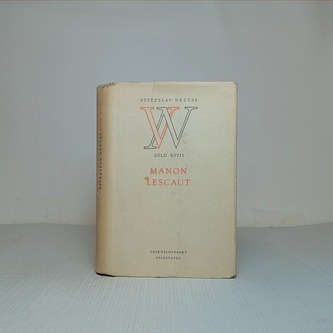 VÍTĚZSLAV NEZVAL
VN
DÍLO XVIII
MANON
LESCAUT
ČESKOSLOVENSKÝ
SPISOVATEL